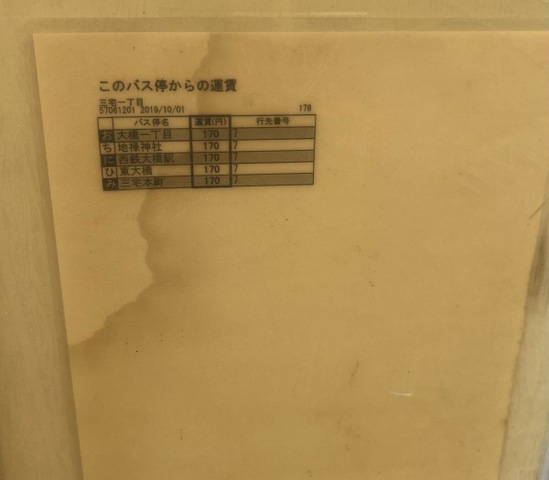 このバス停からの運賃
三宅一丁目
57061201 2019/10/01 178
バス停名 運賃(円) 行先番号
お 大橋一丁目 170 7
ち 地禄神社 170 7
に 西鉄大橋駅 170 7
ひ 東大橋 170 7
み 三宅本町 170 7